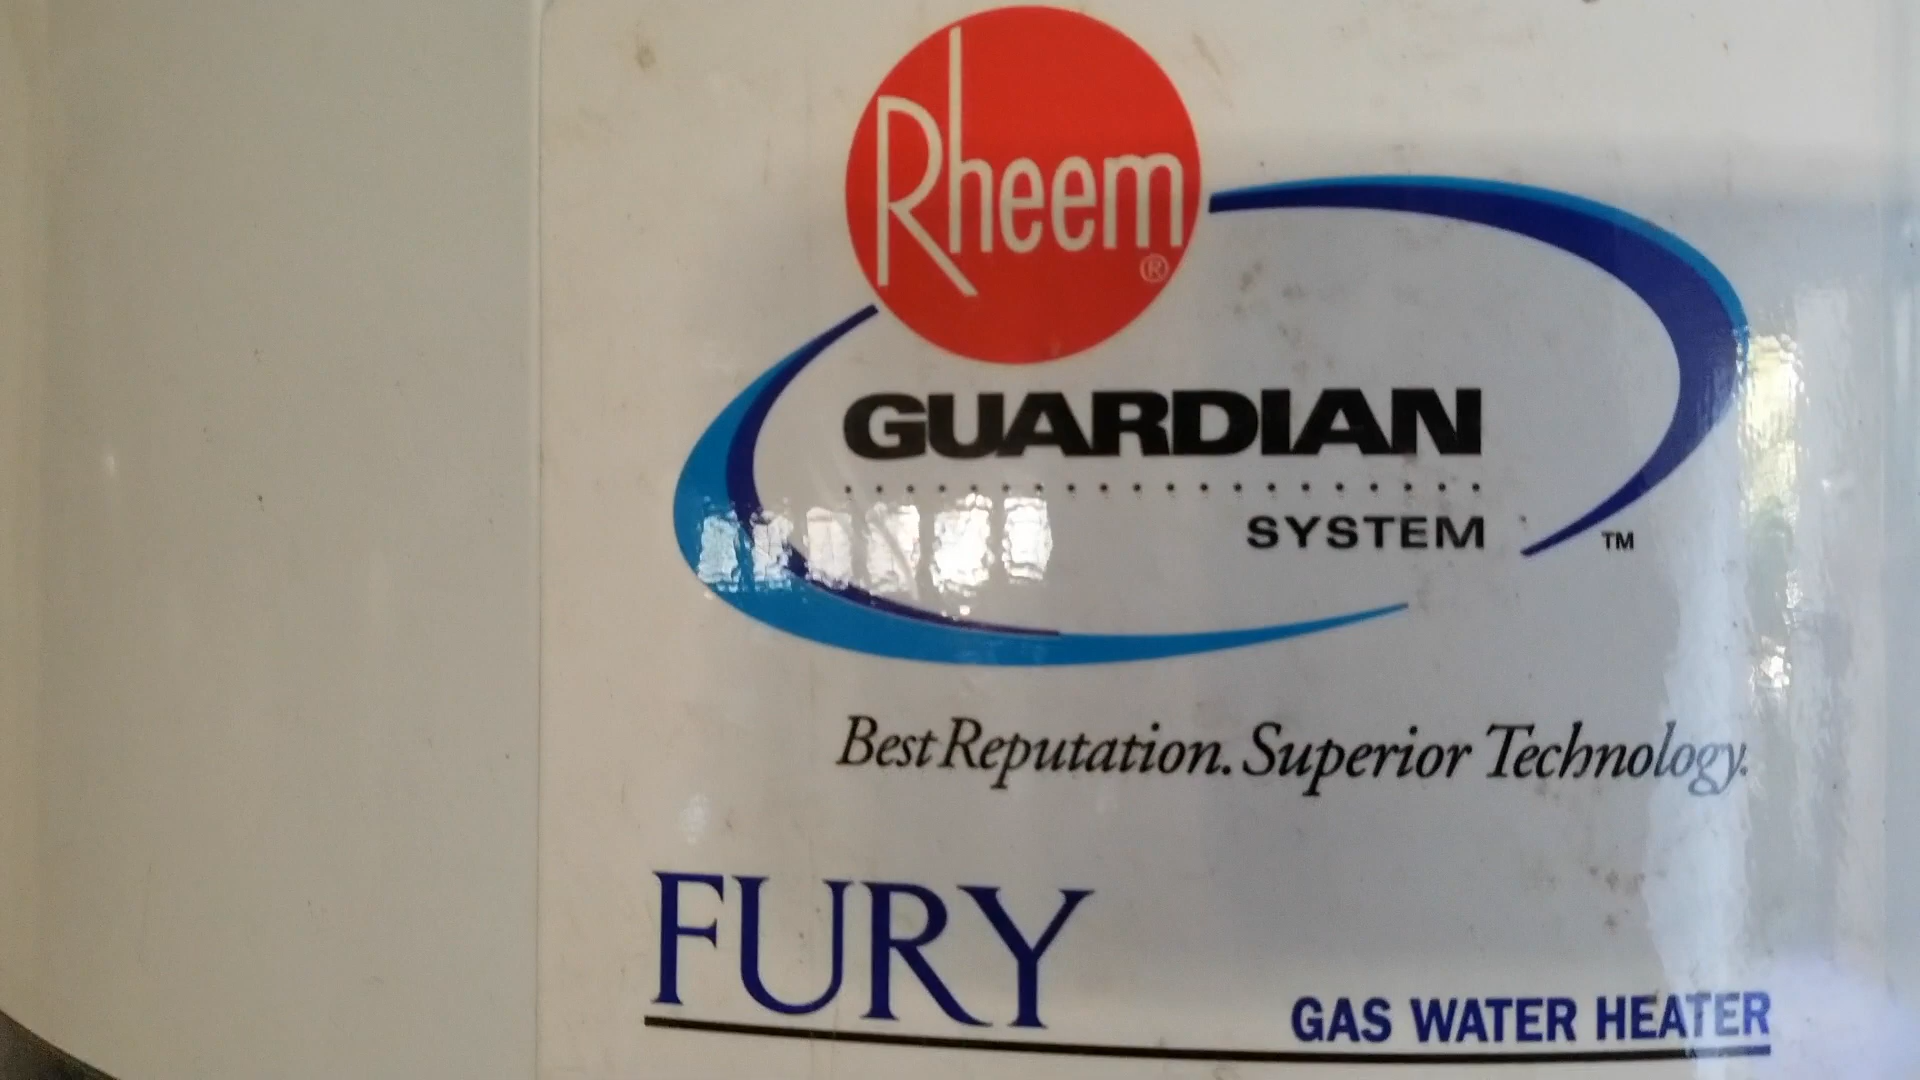 Rheem®
GUARDIAN
SYSTEM ™
Best Reputation. Superior Technology.
FURY
GAS WATER HEATER